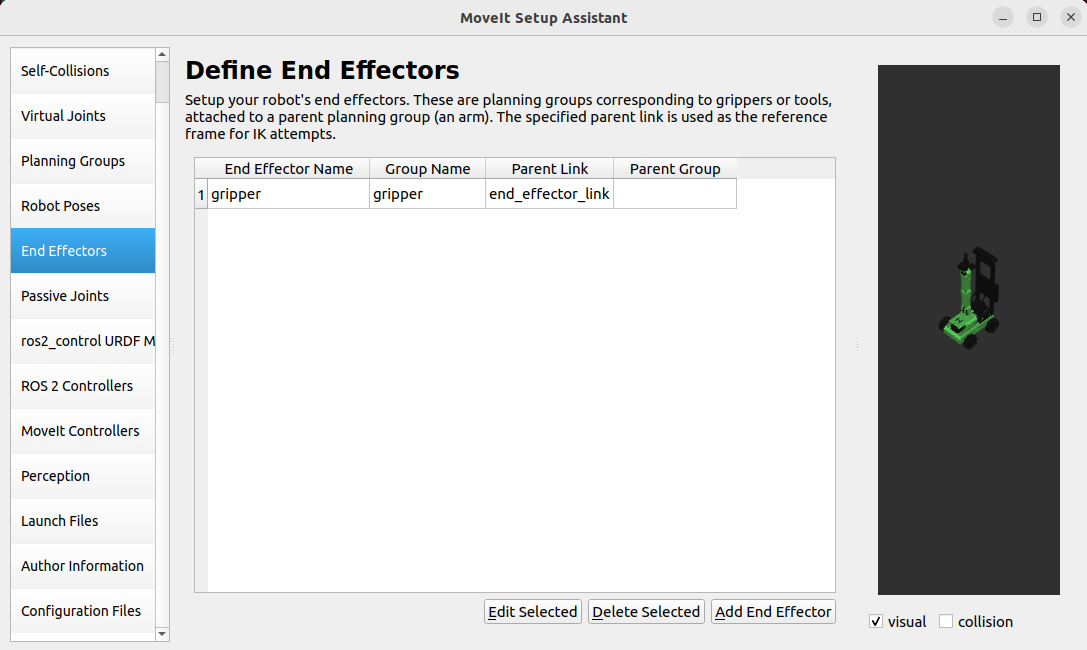 MoveIt Setup Assistant
Self-Collisions
Virtual Joints
Planning Groups
Robot Poses
End Effectors
Passive Joints
ros2_control URDF M
ROS 2 Controllers
MoveIt Controllers
Perception
Launch Files
Author Information
Configuration Files
Define End Effectors
Setup your robot's end effectors. These are planning groups corresponding to grippers or tools,
attached to a parent planning group (an arm). The specified parent link is used as the reference
frame for IK attempts.
End Effector Name Group Name Parent Link Parent Group
1 gripper gripper end_effector_link
Edit Selected Delete Selected Add End Effector
visual collision